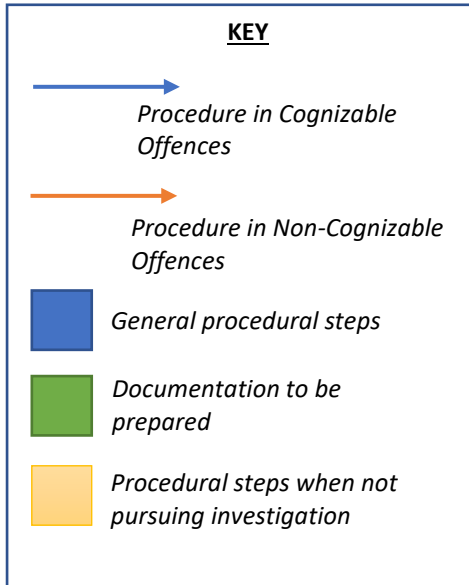 KEY
Procedure in Cognizable
Offences
Procedure in Non-Cognizable
Offences
General procedural steps
Documentation to be
prepared
Procedural steps when not
pursuing investigation